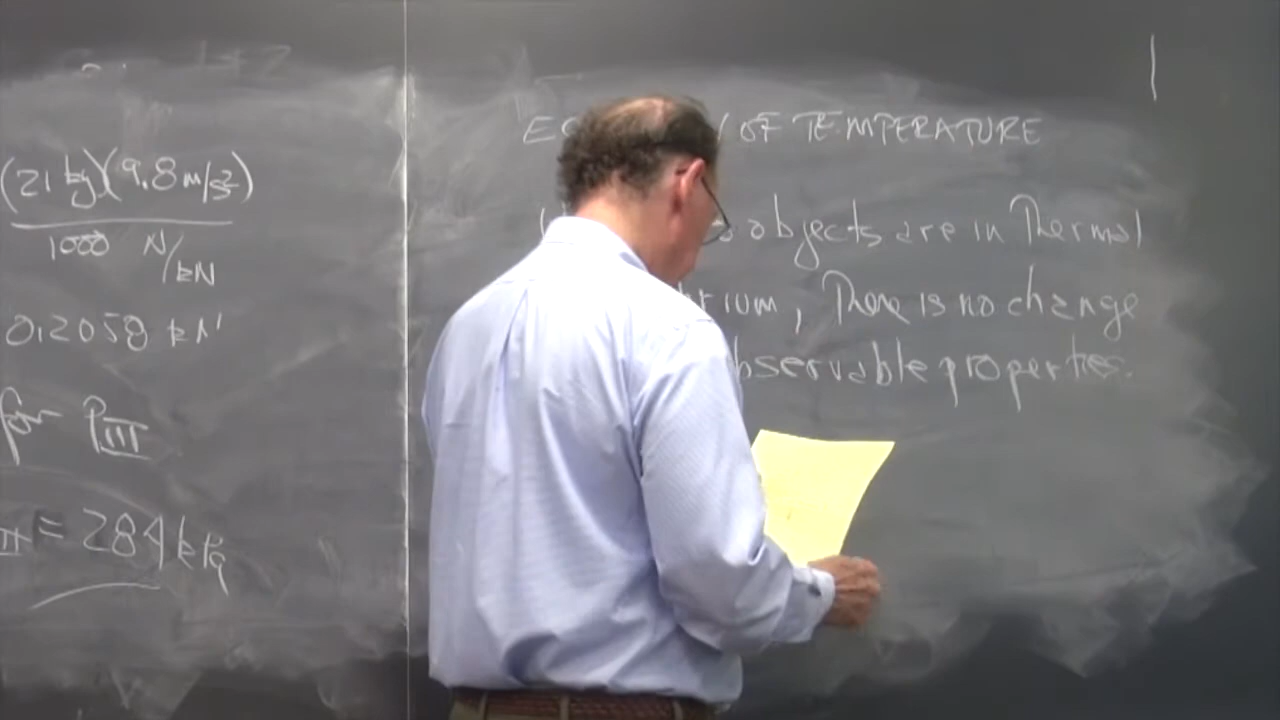 (21 kg)(9.8 m/s²)
1000 N/kN
0.2058 kN
for PIII
= 284 kPa
OF TEMPERATURE
objects are in Thermal
rium, There is no change
bservable properties.